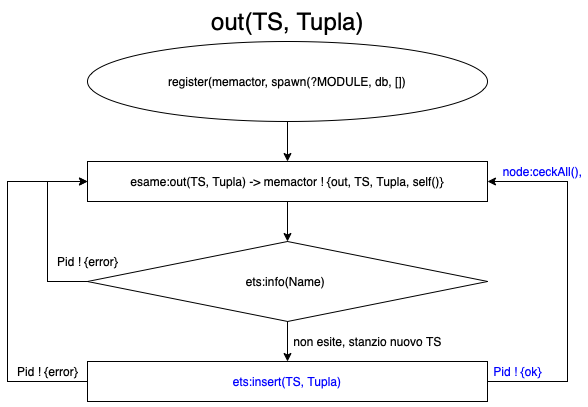 out(TS, Tupla)
register(memactor, spawn(?MODULE, db, [])
node:ceckAll(),
esame:out(TS, Tupla) -> memactor ! {out, TS, Tupla, self()}
Pid ! {error}
ets:info(Name)
non esite, stanzio nuovo TS
Pid ! {error}
ets:insert(TS, Tupla)
Pid ! {ok}